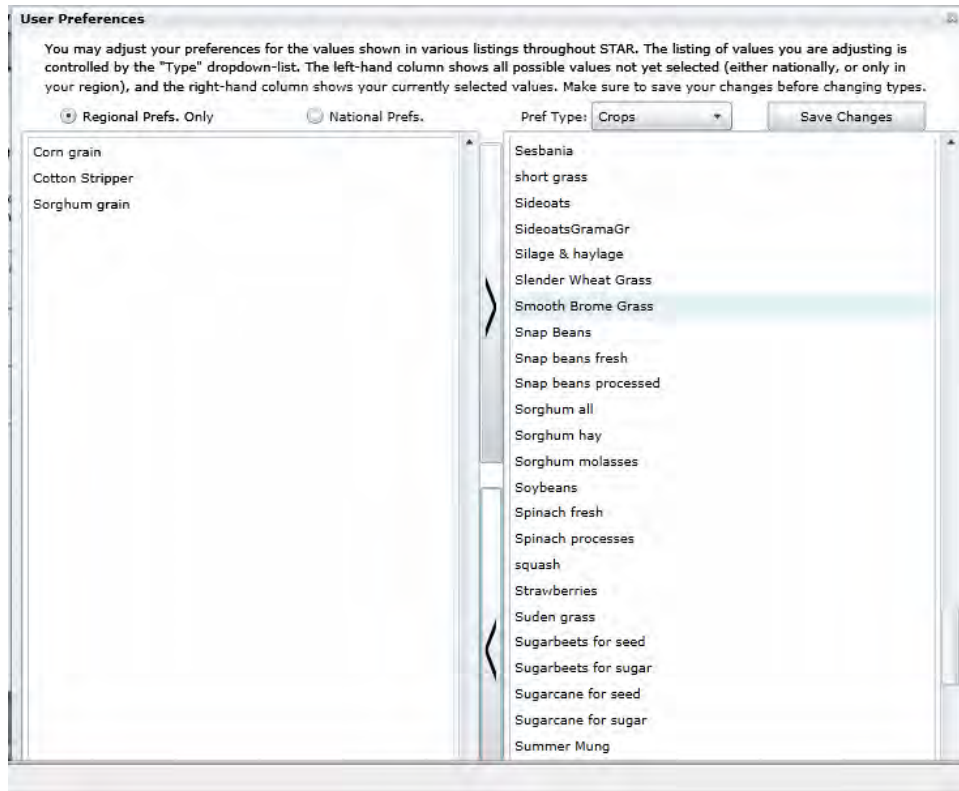 User Preferences
You may adjust your preferences for the values shown in various listings throughout STAR. The listing of values you are adjusting is
controlled by the "Type" dropdown-list. The left-hand column shows all possible values not yet selected (either nationally, or only in
your region), and the right-hand column shows your currently selected values. Make sure to save your changes before changing types.
Regional Prefs. Only National Prefs. Pref Type: Crops Save Changes
Corn grain
Cotton Stripper
Sorghum grain
Sesbania
short grass
Sideoats
SideoatsGramaGr
Silage & haylage
Slender Wheat Grass
Smooth Brome Grass
Snap Beans
Snap beans fresh
Snap beans processed
Sorghum all
Sorghum hay
Sorghum molasses
Soybeans
Spinach fresh
Spinach processes
squash
Strawberries
Suden grass
Sugarbeets for seed
Sugarbeets for sugar
Sugarcane for seed
Sugarcane for sugar
Summer Mung